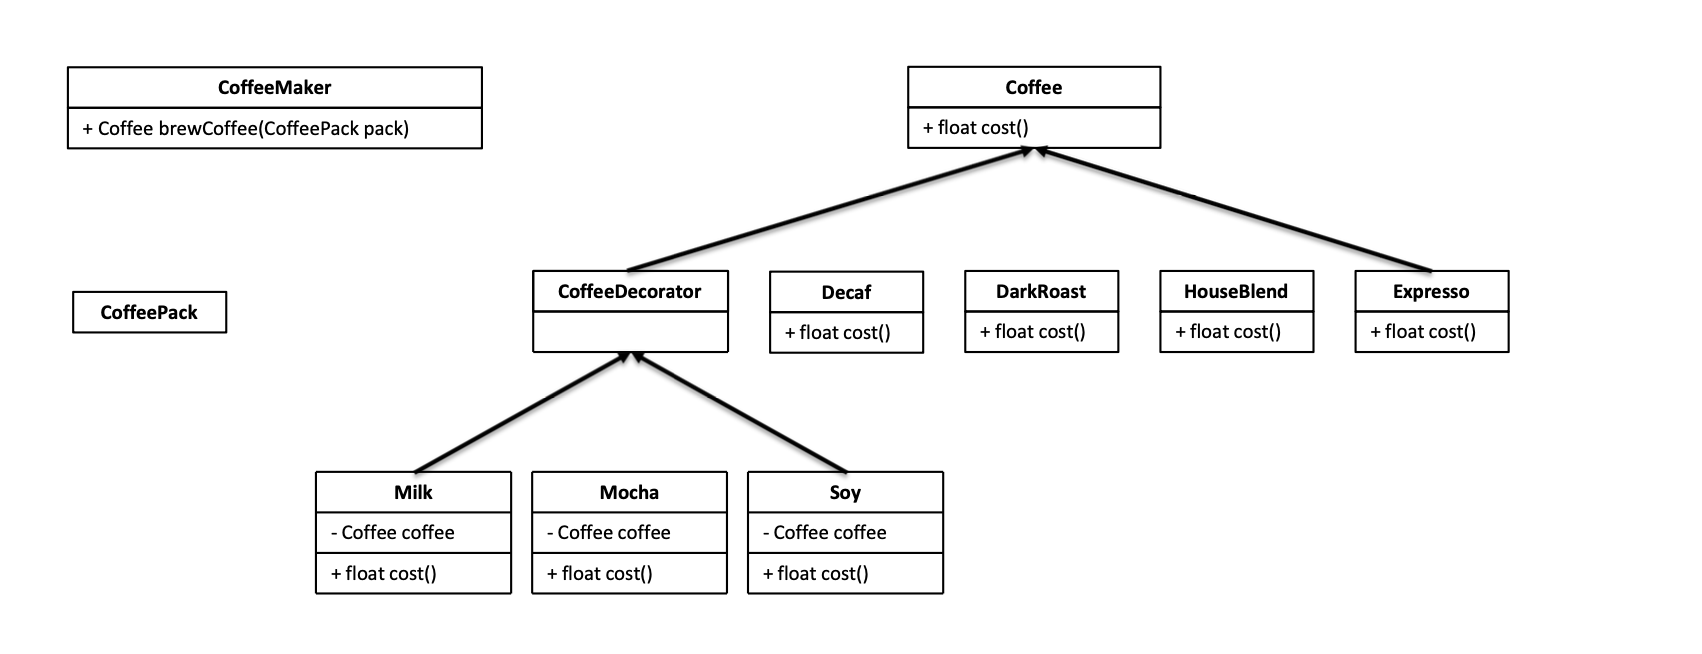 CoffeeMaker
+ Coffee brewCoffee(CoffeePack pack)
Coffee
+ float cost()
CoffeePack
CoffeeDecorator
Decaf
+ float cost()
DarkRoast
+ float cost()
HouseBlend
+ float cost()
Expresso
+ float cost()
Milk
- Coffee coffee
+ float cost()
Mocha
- Coffee coffee
+ float cost()
Soy
- Coffee coffee
+ float cost()